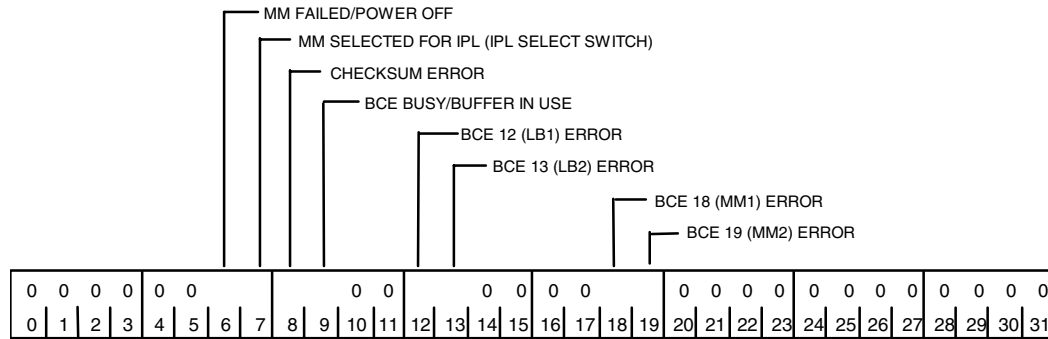 MM FAILED/POWER OFF
MM SELECTED FOR IPL (IPL SELECT SWITCH)
CHECKSUM ERROR
BCE BUSY/BUFFER IN USE
BCE 12 (LB1) ERROR
BCE 13 (LB2) ERROR
BCE 18 (MM1) ERROR
BCE 19 (MM2) ERROR
0 0 0 0 0 0 0 0 0 0 0 0 0 0 0 0 0 0 0 0 0 0 0 0
0 1 2 3 4 5 6 7 8 9 10 11 12 13 14 15 16 17 18 19 20 21 22 23 24 25 26 27 28 29 30 31